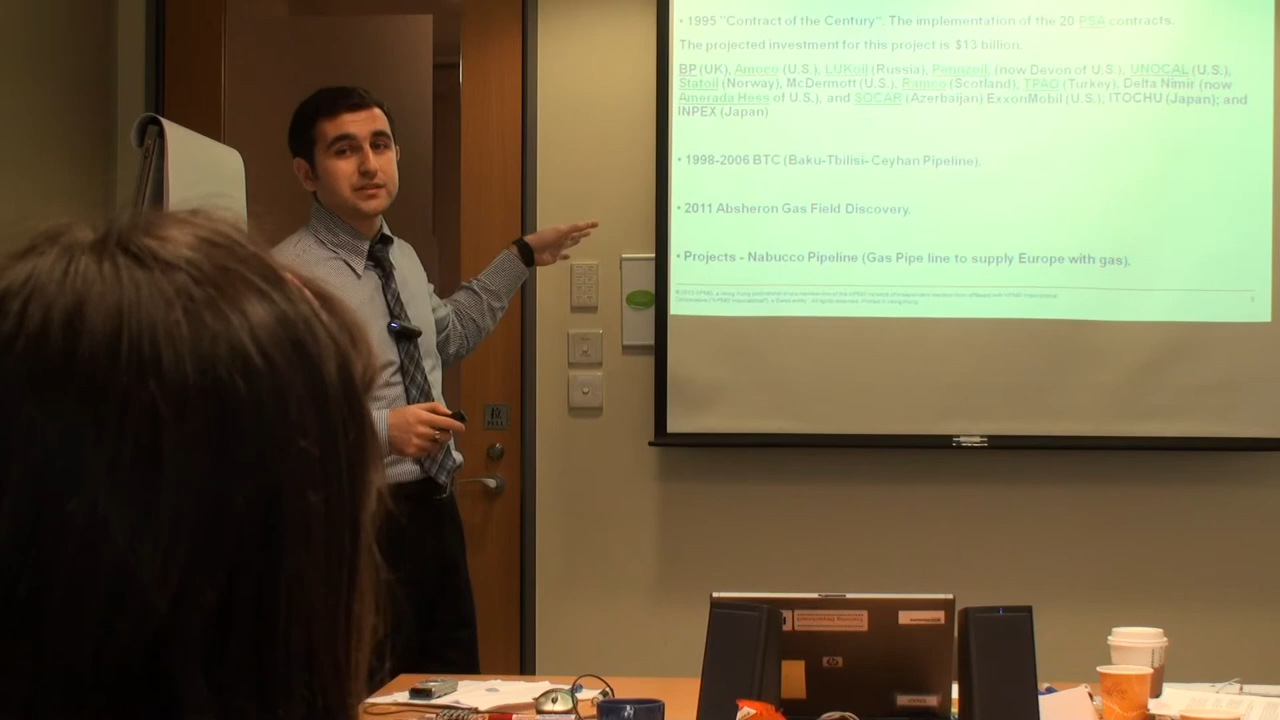 • 1995 "Contract of the Century". The implementation of the 20 PSA contracts.
The projected investment for this project is $13 billion.
BP (UK), Amoco (U.S.), LUKoil (Russia), Pennzoil, (now Devon of U.S.), UNOCAL (U.S.),
Statoil (Norway), McDermott (U.S.), Ramco (Scotland), TPAO (Turkey), Delta Nimir (now
Amerada Hess of U.S.), and SOCAR (Azerbaijan) ExxonMobil (U.S.); ITOCHU (Japan); and
INPEX (Japan)
• 1998-2006 BTC (Baku-Tbilisi-Ceyhan Pipeline).
• 2011 Absheron Gas Field Discovery.
• Projects - Nabucco Pipeline (Gas Pipe line to supply Europe with gas).
拉
PULL
hp